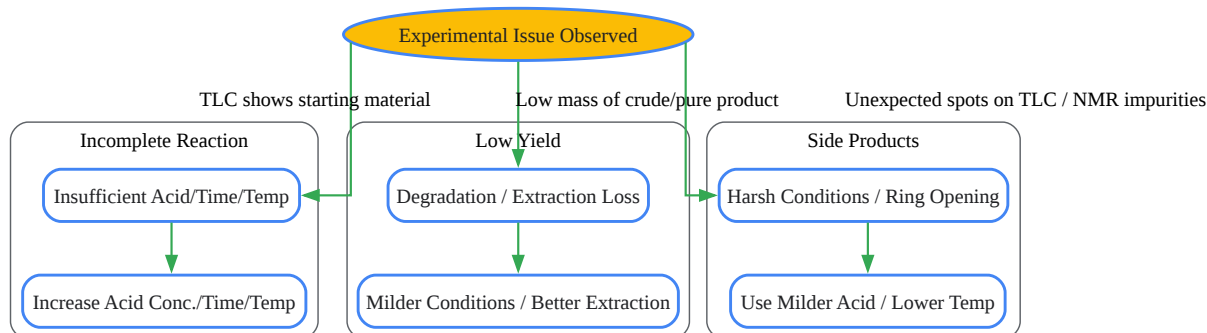 Experimental Issue Observed
TLC shows starting material
Low mass of crude/pure product
Unexpected spots on TLC / NMR impurities
Incomplete Reaction
Low Yield
Side Products
Insufficient Acid/Time/Temp
Degradation / Extraction Loss
Harsh Conditions / Ring Opening
Increase Acid Conc./Time/Temp
Milder Conditions / Better Extraction
Use Milder Acid / Lower Temp